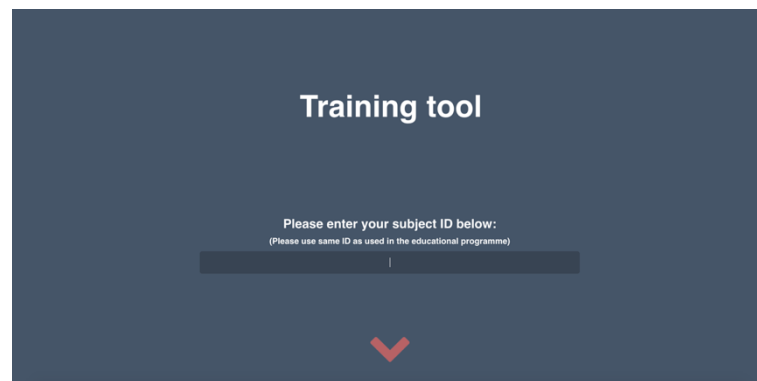 Training tool
Please enter your subject ID below:
(Please use same ID as used in the educational programme)